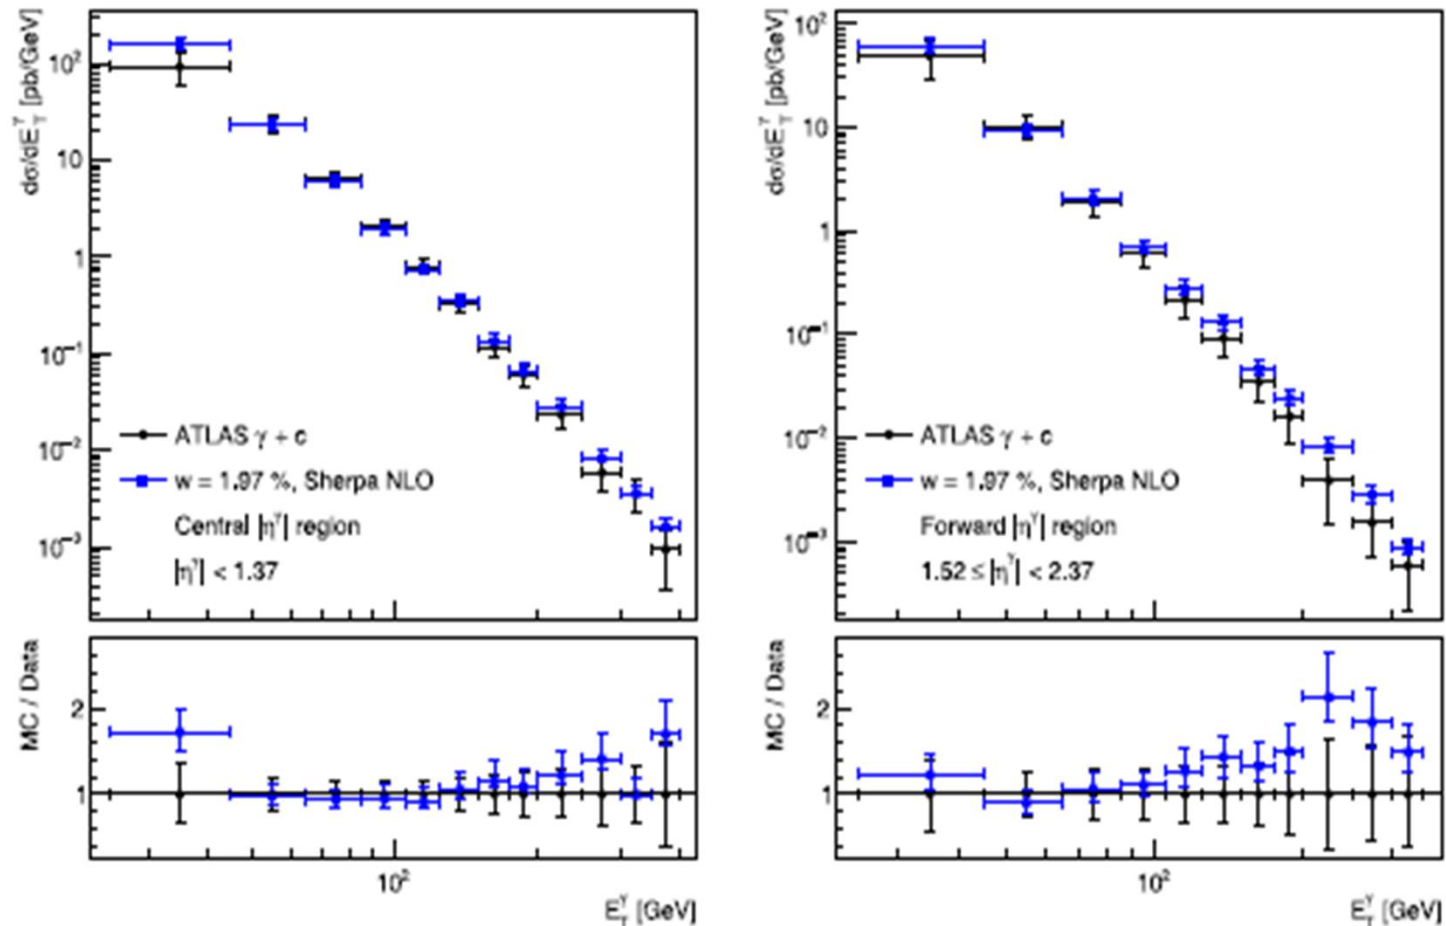 dσ/dE_T^γ [pb/GeV]
10²
10
1
10⁻¹
10⁻²
10⁻³
ATLAS γ + c
w = 1.97 %, Sherpa NLO
Central |η^γ| region
|η^γ| < 1.37
MC / Data
2
1
10²
E_T^γ [GeV]
dσ/dE_T^γ [pb/GeV]
10²
10
1
10⁻¹
10⁻²
10⁻³
ATLAS γ + c
w = 1.97 %, Sherpa NLO
Forward |η^γ| region
1.52 ≤ |η^γ| < 2.37
MC / Data
2
1
10²
E_T^γ [GeV]